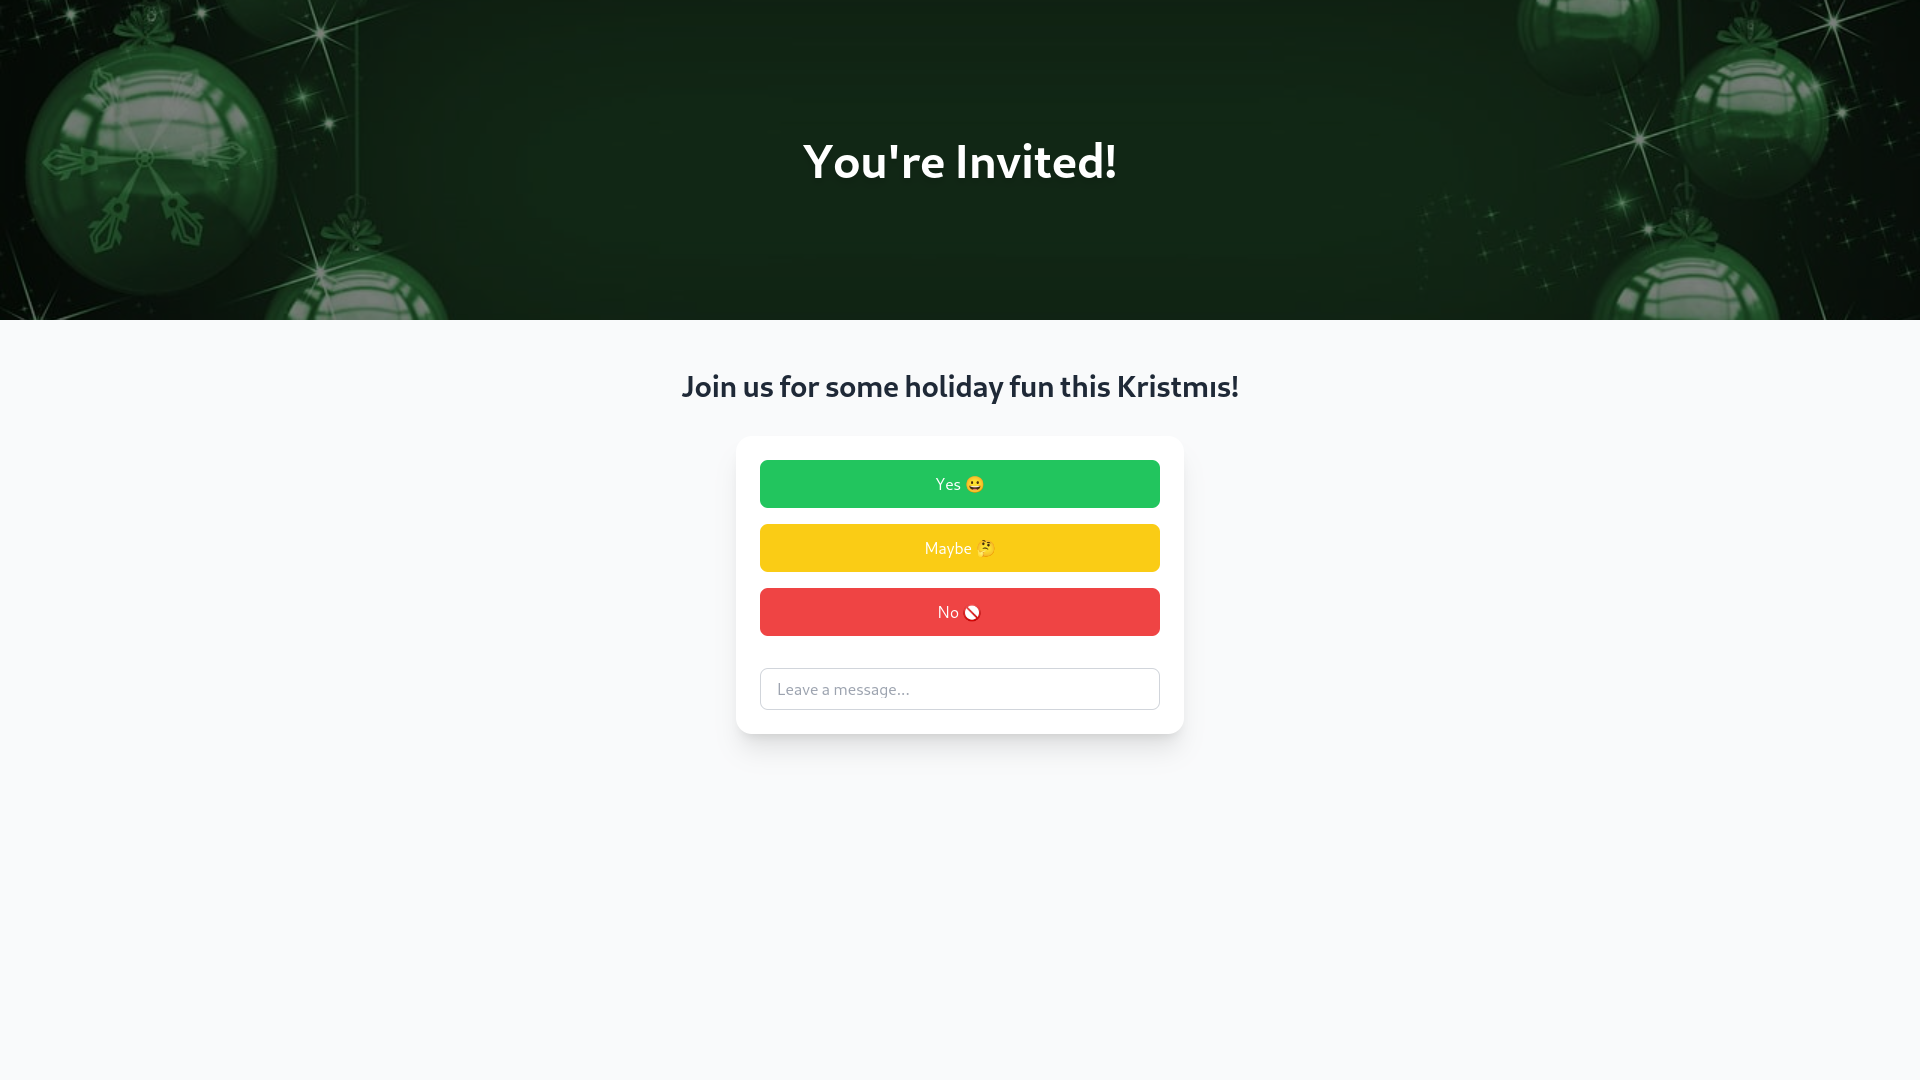 You're Invited!
Join us for some holiday fun this Kristmıs!
Yes 😀
Maybe 🤔
No 🚫
Leave a message...